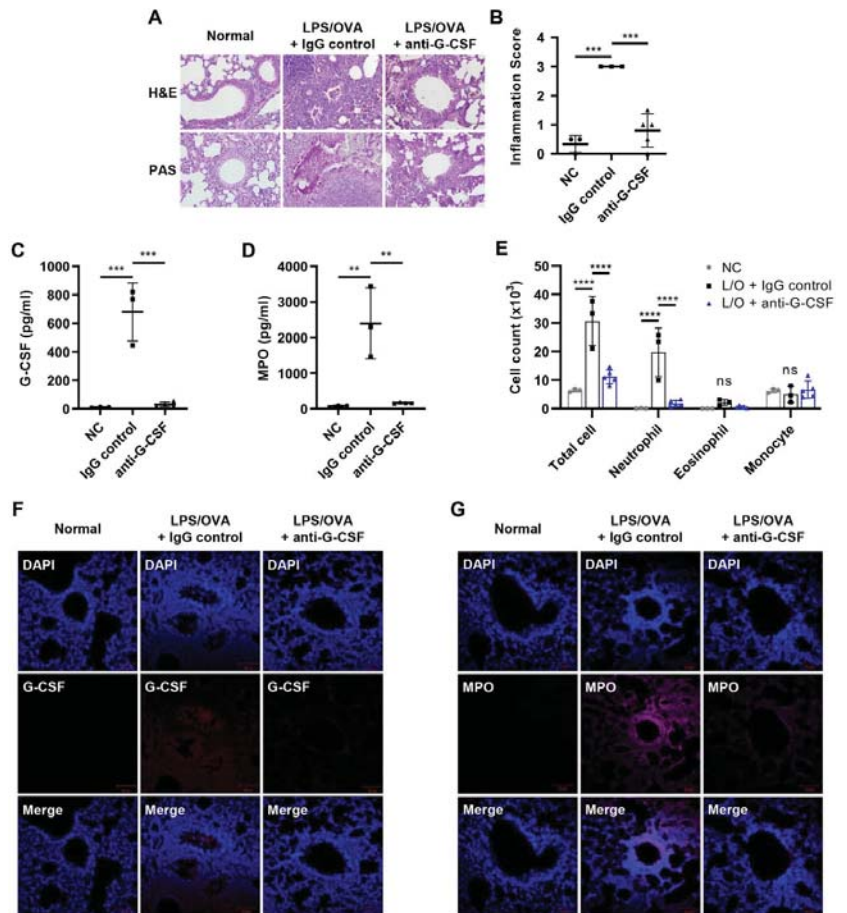 A
Normal
LPS/OVA
+ IgG control
LPS/OVA
+ anti-G-CSF
H&E
PAS
B
Inflammation Score
4
3
2
1
0
***
***
NC
IgG control
anti-G-CSF
C
G-CSF (pg/ml)
1000
800
600
400
200
0
***
***
NC
IgG control
anti-G-CSF
D
MPO (pg/ml)
4000
3000
2000
1000
0
**
**
NC
IgG control
anti-G-CSF
E
Cell count (x10³)
50
40
30
20
10
0
****
****
****
****
ns
ns
NC
L/O + IgG control
L/O + anti-G-CSF
Total cell
Neutrophil
Eosinophil
Monocyte
F
Normal
LPS/OVA
+ IgG control
LPS/OVA
+ anti-G-CSF
DAPI
DAPI
DAPI
G-CSF
G-CSF
G-CSF
Merge
Merge
Merge
G
Normal
LPS/OVA
+ IgG control
LPS/OVA
+ anti-G-CSF
DAPI
DAPI
DAPI
MPO
MPO
MPO
Merge
Merge
Merge